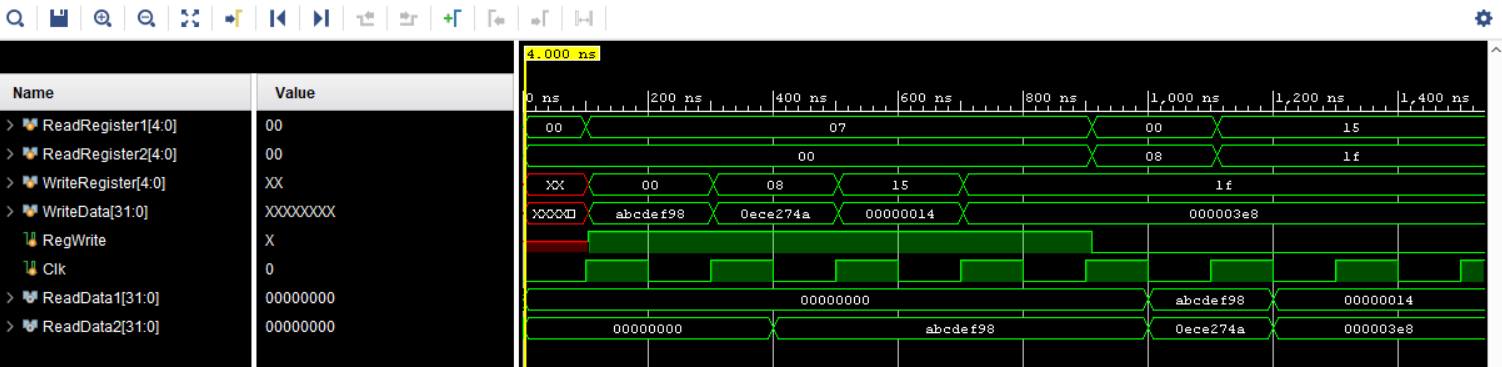 4.000 ns
Name Value
0 ns 200 ns 400 ns 600 ns 800 ns 1,000 ns 1,200 ns 1,400 ns
ReadRegister1[4:0] 00 00 07 00 15
ReadRegister2[4:0] 00 00 08 1f
WriteRegister[4:0] XX XX 00 08 15 1f
WriteData[31:0] XXXXXXXX XXXX abcdef98 0ece274a 00000014 000003e8
RegWrite X
Clk 0
ReadData1[31:0] 00000000 00000000 abcdef98 00000014
ReadData2[31:0] 00000000 00000000 abcdef98 0ece274a 000003e8